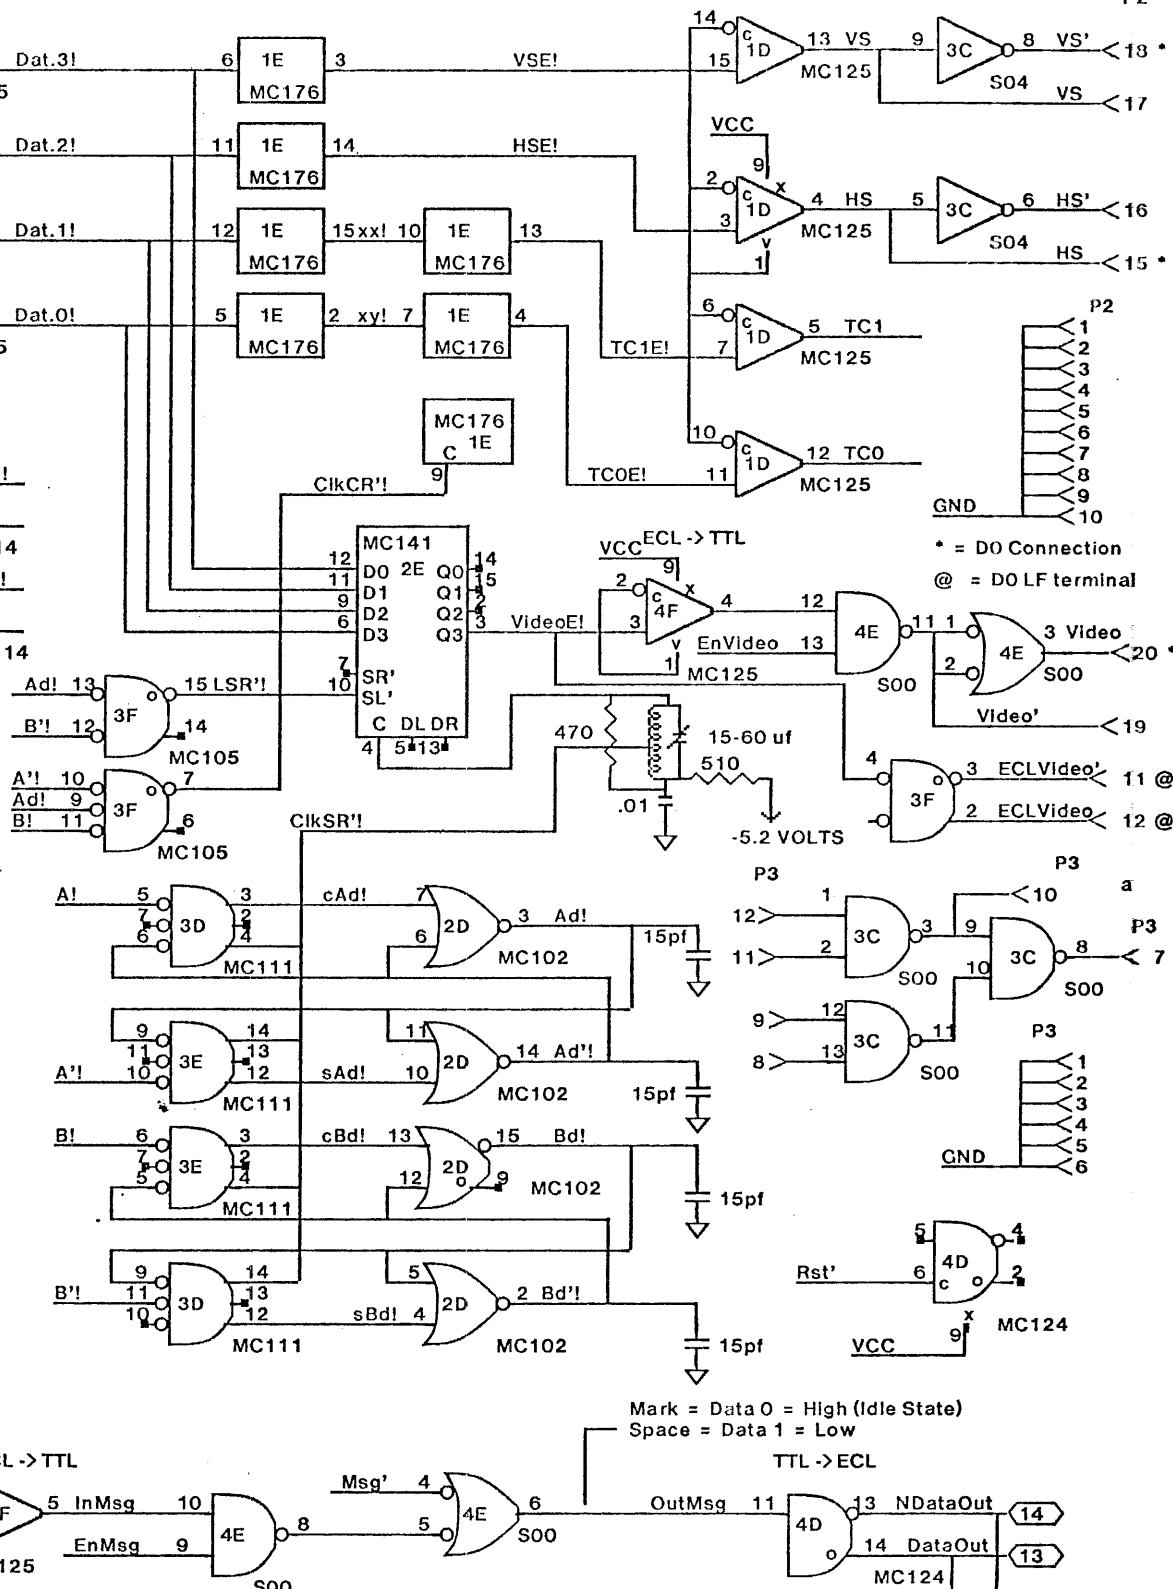 P2
14 13 VS 9 8 VS' 18 *
Dat.3! 6 1E 3 VSE! 15 c 1D 3C
MC176 MC125 S04 VS 17
5
VCC
Dat.2! 11 1E 14 HSE! 9
MC176 2 c x 4 HS 5 6 HS' 16
1D 3C
Dat.1! 12 1E 15 xx! 10 1E 13 3 MC125 S04
MC176 MC176 v 1 HS 15 *
Dat.0! 5 1E 2 xy! 7 1E 4 6 c 1D 5 TC1
MC176 MC176 TC1E! 7 MC125
5
P2
1
2
3
4
5
6
7
8
9
GND 10
MC176
1E
C
9
10 c 1D 12 TC0
TC0E! 11 MC125
ClkCR'!
!
14
!
14
* = D0 Connection
@ = D0 LF terminal
MC141
2E
12 D0 Q0 14
11 D1 Q1 15
9 D2 Q2 2
6 D3 Q3 3 VideoE!
7 SR'
10 SL'
C DL DR
4 5 13
ECL -> TTL
VCC 9
2 c x 4 12
4F 4E 11 1 3 Video 20 *
3 EnVideo 13 4E
v 1 MC125 S00 2 S00
Video' 19
Ad! 13 15 LSR'!
3F
B'! 12 14
MC105
A'! 10 7
Ad! 9 3F
B! 11 6
MC105
470 15-60 uf
510
.01
-5.2 VOLTS
4 3 ECLVideo' 11 @
3F
2 ECLVideo 12 @
ClkSR'!
A! 5 3 cAd! 7
7 3D 2 2D 3 Ad!
6 4 6 15pf
MC111 MC102
9 14 11
11 3E 13 2D 14 Ad'!
A'! 10 12 sAd! 10
MC111 MC102 15pf
B! 6 3 cBd! 13 15 Bd!
7 3E 2 2D
5 4 12 9 MC102
MC111 15pf
9 14 5
B'! 11 3D 13 2D 2 Bd'!
10 12 sBd! 4
MC111 MC102 15pf
P3 P3 a
12 1 10 P3
3C 3 9
11 2 3C 8 7
S00 10 S00
9 12
3C 11
8 13
S00
P3
1
2
3
4
5
GND 6
5 4
4D
Rst' 6 c 2
x
9 MC124
VCC
Mark = Data 0 = High (Idle State)
Space = Data 1 = Low
CL -> TTL
TTL -> ECL
F 5 InMsg 10
4E 8
EnMsg 9
125 S00
Msg' 4
4E 6 OutMsg 11
5 S00
4D 13 NDataOut 14
14 DataOut 13
MC124